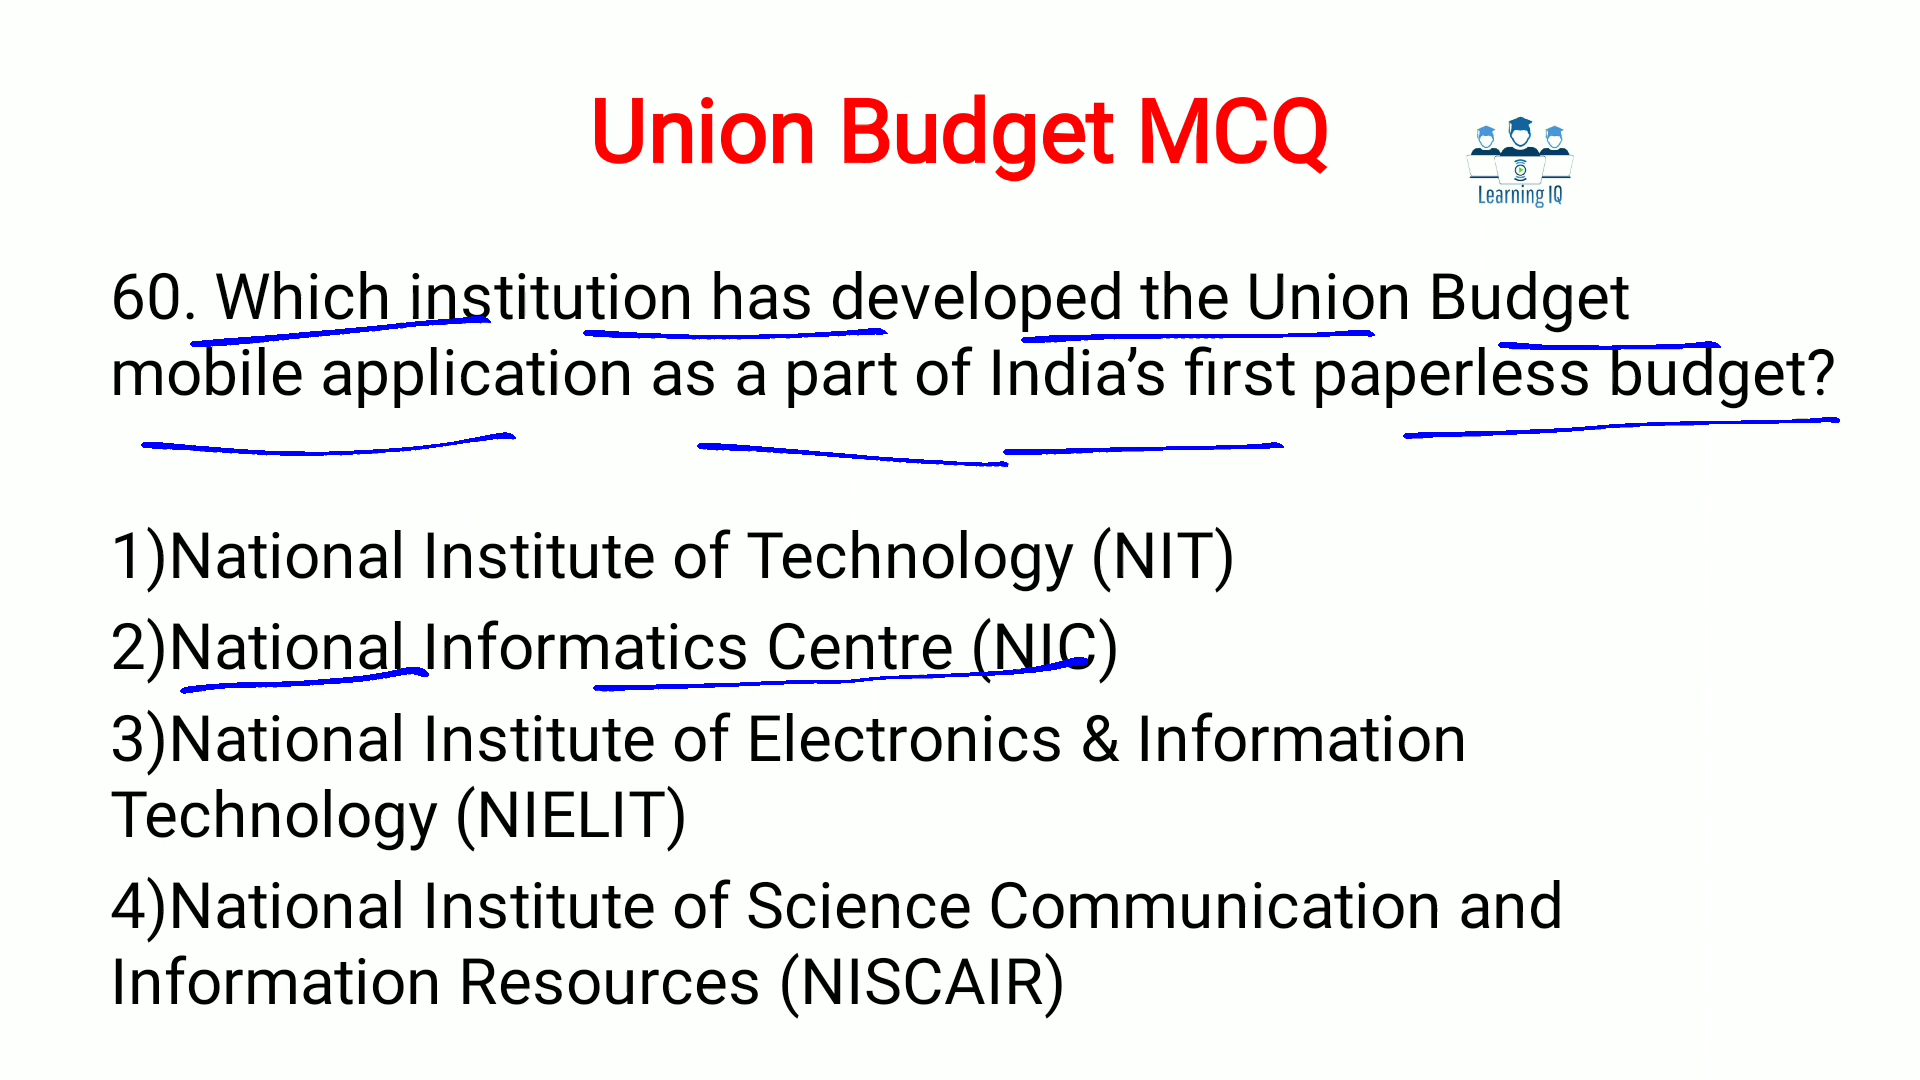 Union Budget MCQ
Learning IQ
60. Which institution has developed the Union Budget
mobile application as a part of India’s first paperless budget?
1)National Institute of Technology (NIT)
2)National Informatics Centre (NIC)
3)National Institute of Electronics & Information
Technology (NIELIT)
4)National Institute of Science Communication and
Information Resources (NISCAIR)